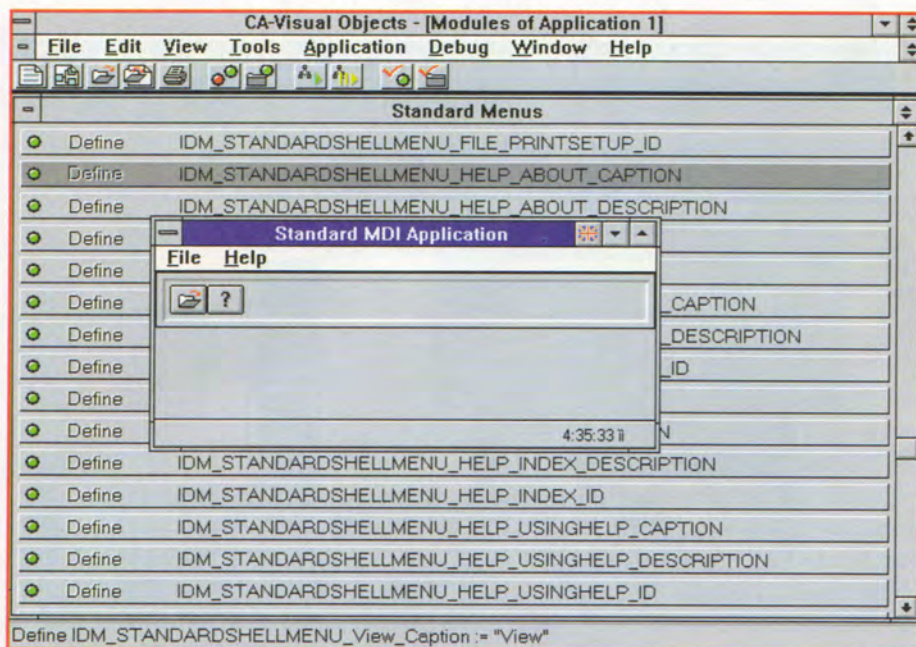 CA-Visual Objects - [Modules of Application 1]
File Edit View Tools Application Debug Window Help
Standard Menus
Define IDM_STANDARDSHELLMENU_FILE_PRINTSETUP_ID
Define IDM_STANDARDSHELLMENU_HELP_ABOUT_CAPTION
Define IDM_STANDARDSHELLMENU_HELP_ABOUT_DESCRIPTION
Define
Define
Define _CAPTION
Define _DESCRIPTION
Define _ID
Define
Define N
Define IDM_STANDARDSHELLMENU_HELP_INDEX_DESCRIPTION
Define IDM_STANDARDSHELLMENU_HELP_INDEX_ID
Define IDM_STANDARDSHELLMENU_HELP_USINGHELP_CAPTION
Define IDM_STANDARDSHELLMENU_HELP_USINGHELP_DESCRIPTION
Define IDM_STANDARDSHELLMENU_HELP_USINGHELP_ID
Standard MDI Application
File Help
?
4:35:33
Define IDM_STANDARDSHELLMENU_View_Caption := "View"